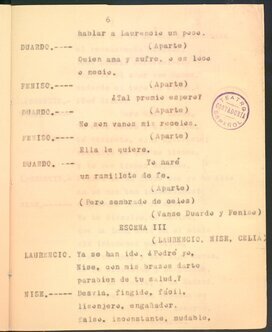 6
hablar a Laurencio un poco.
DUARDO.---- (Aparte)
Quien ama y sufre, o es loco
o necio.
FENISO.---- (Aparte)
¿Tal premio espero?
DUARDO.---- (Aparte)
No son vanos mis recelos.
FENISO.---- (Aparte)
Ella le quiere.
DUARDO.---- Yo haré
un ramillete de fe.
(Aparte)
(Pero sembrado de celos)
(Vanse Duardo y Feniso)
ESCENA III
(LAURENCIO, NISE, CELIA)
LAURENCIO. Ya se han ido. ¿Podré yo,
Nise, con mis brazos darte
parabien de tu salud?
NISE.---- Desvia, fingido, fácil.
lisonjero, engañador,
falso, inconstante, mudable,
TEATRO
CONTADURÍA
ESPAÑOL